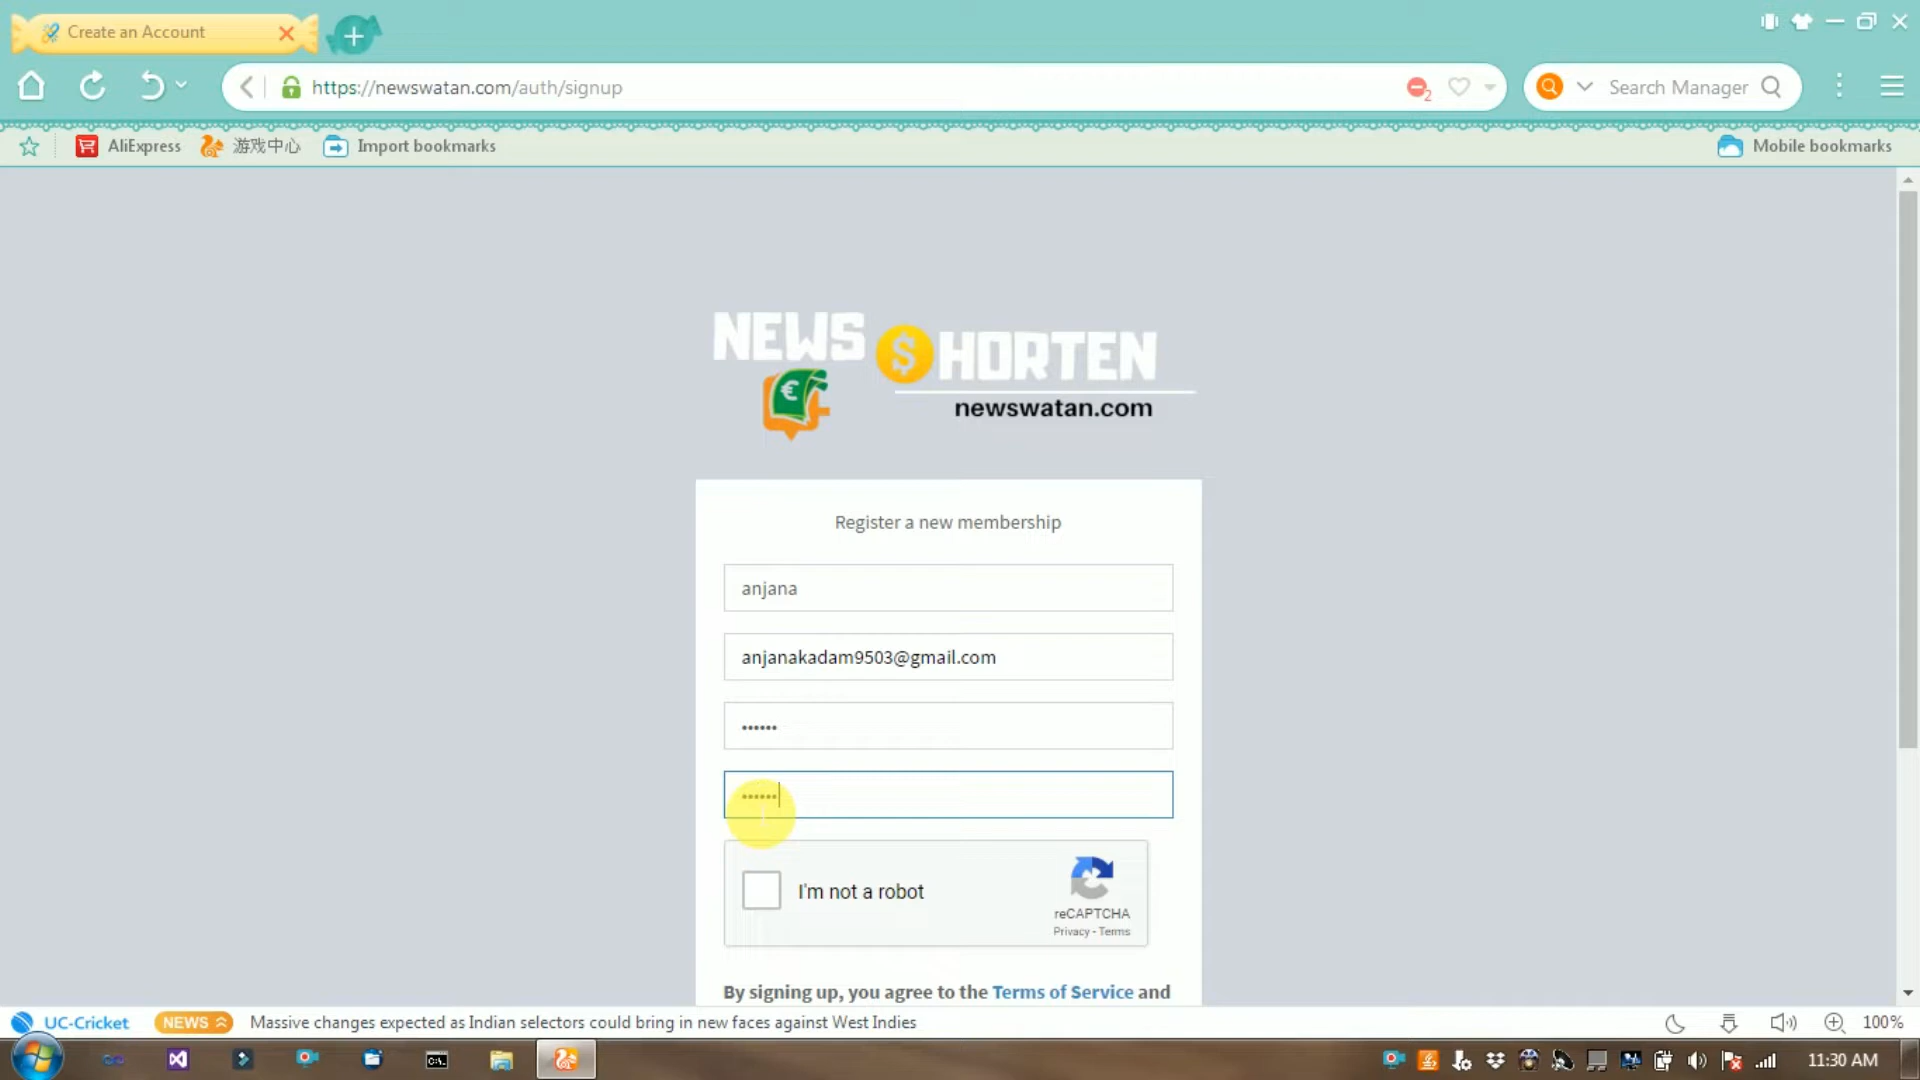 Create an Account
https://newswatan.com/auth/signup
2
Search Manager
AliExpress
游戏中心
Import bookmarks
Mobile bookmarks
NEWS $HORTEN
€
newswatan.com
Register a new membership
anjana
anjanakadam9503@gmail.com
••••••
••••••
I'm not a robot
reCAPTCHA
Privacy - Terms
By signing up, you agree to the Terms of Service and
UC-Cricket
NEWS
Massive changes expected as Indian selectors could bring in new faces against West Indies
100%
C:\.
11:30 AM